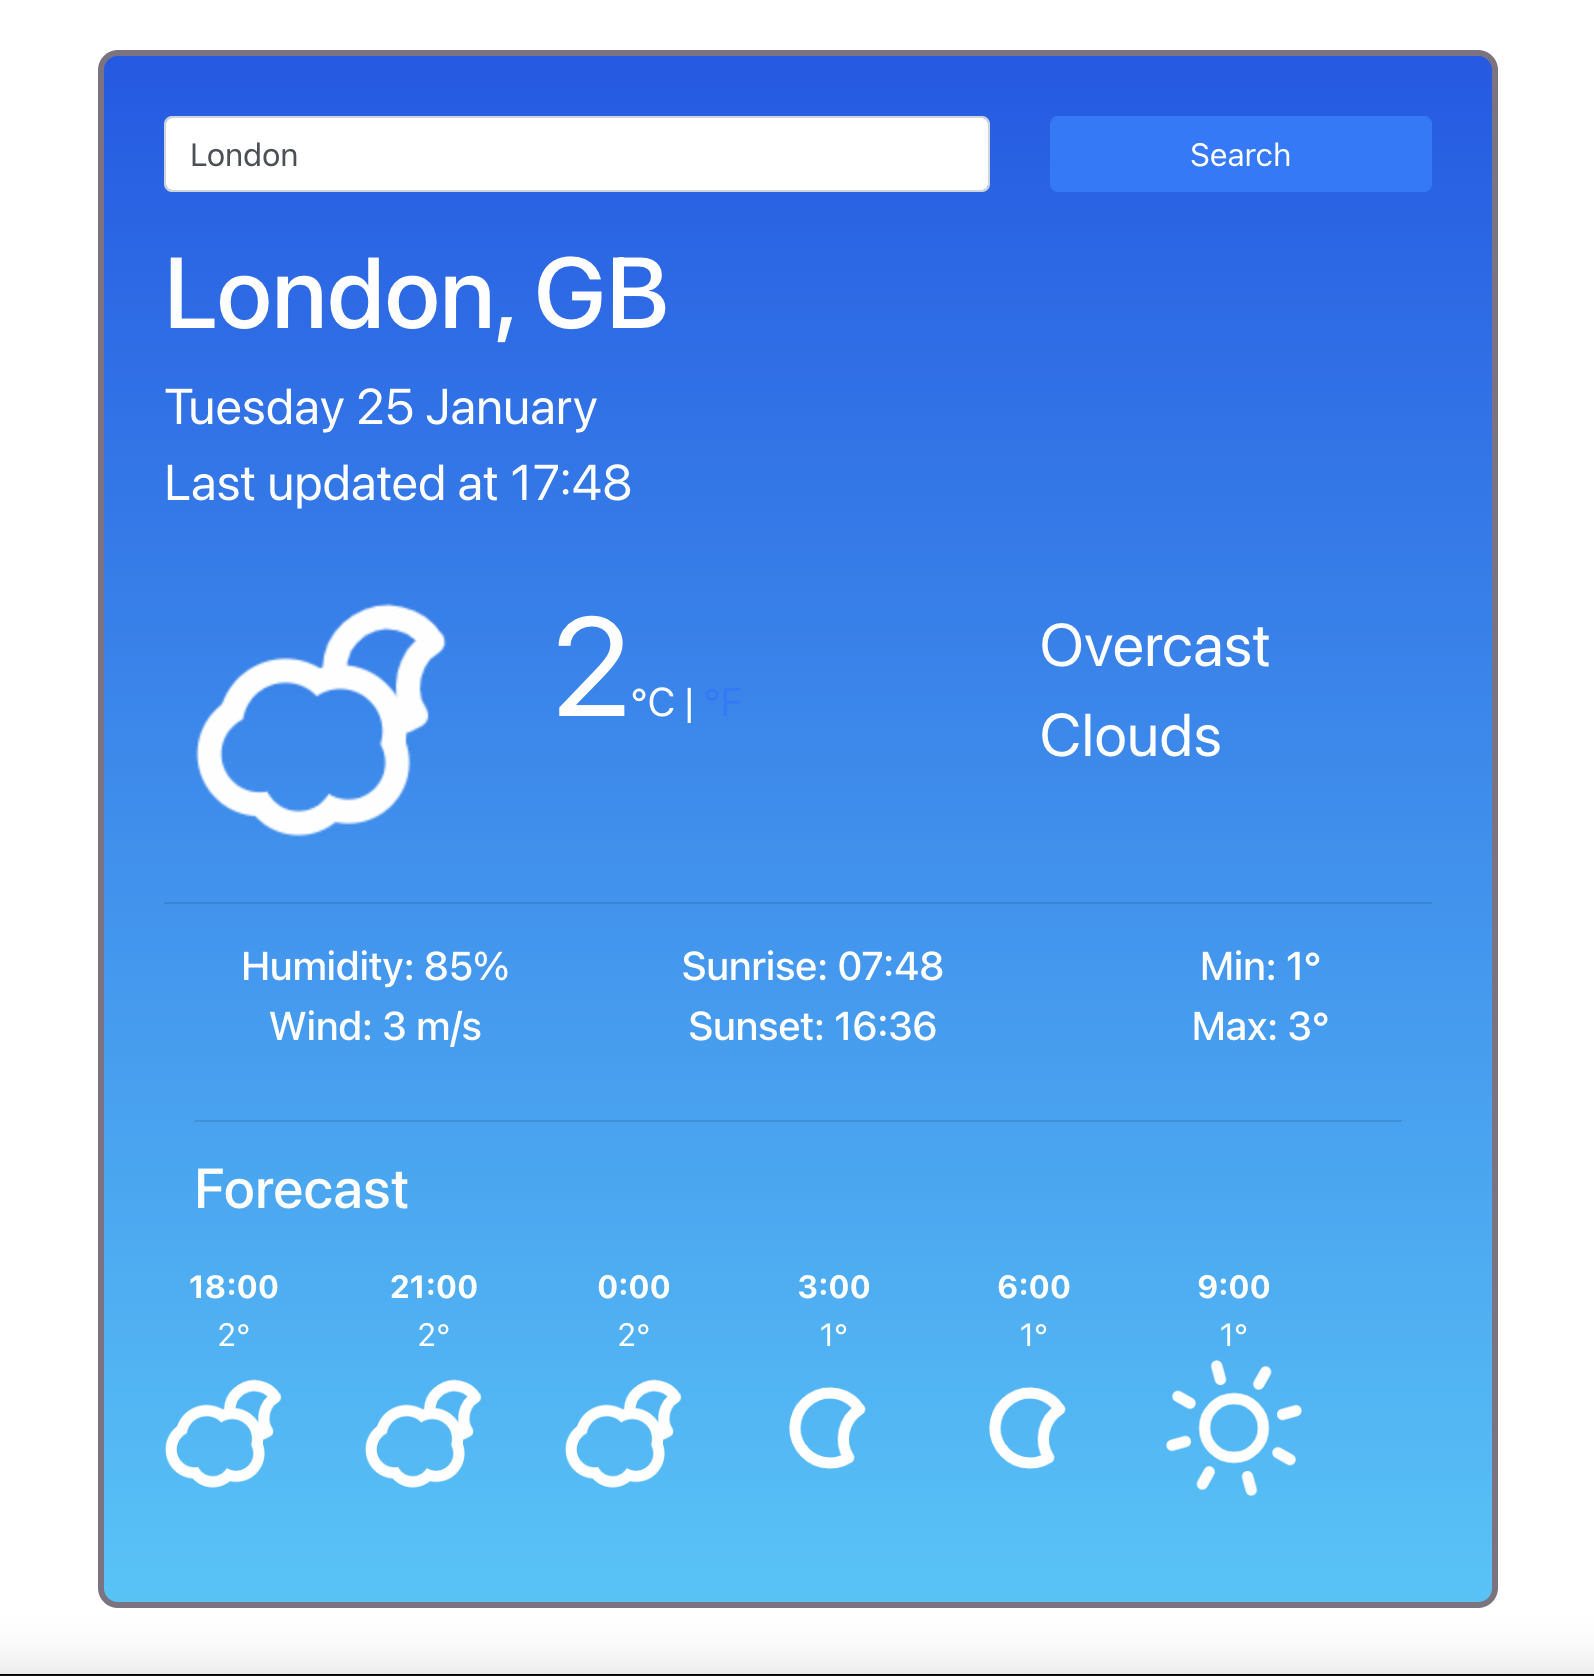 London
Search
London, GB
Tuesday 25 January
Last updated at 17:48
2°C | °F
Overcast
Clouds
Humidity: 85%
Wind: 3 m/s
Sunrise: 07:48
Sunset: 16:36
Min: 1°
Max: 3°
Forecast
18:00 21:00 0:00 3:00 6:00 9:00
2° 2° 2° 1° 1° 1°